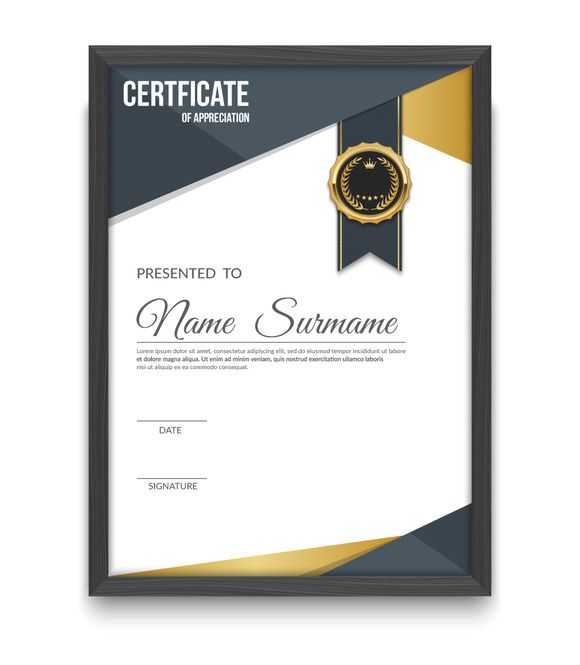 CERTFICATE
OF APPRECIATION
PRESENTED TO
Name Surmame
Lorem ipsum dolor sit amet, consectetur adipiscing elit, sed do eiusmod tempor incididunt ut labore
et dolore magna aliqua. Ut enim ad minim veniam, quis nostrud exercitation ullamco laboris
nisi ut aliquip ex ea commodo consequat.
DATE
SIGNATURE